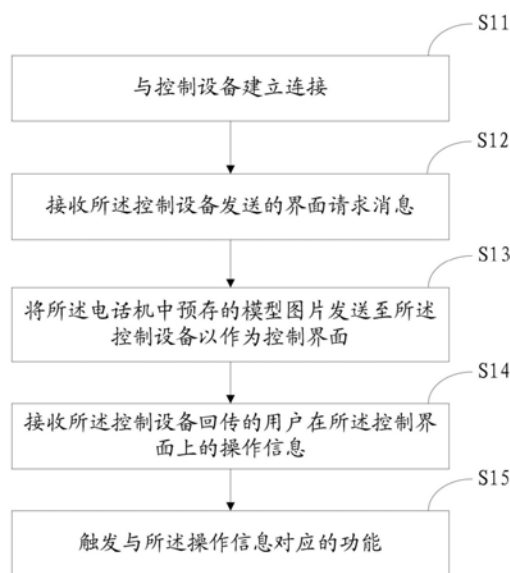 S11
与控制设备建立连接
S12
接收所述控制设备发送的界面请求消息
S13
将所述电话机中预存的模型图片发送至所述
控制设备以作为控制界面
S14
接收所述控制设备回传的用户在所述控制界
面上的操作信息
S15
触发与所述操作信息对应的功能